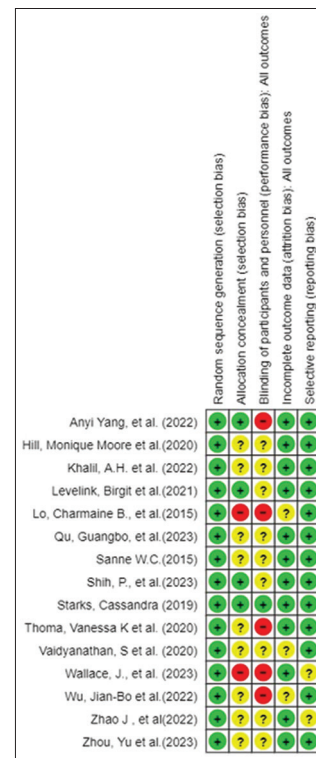 Random sequence generation (selection bias)
Allocation concealment (selection bias)
Blinding of participants and personnel (performance bias): All outcomes
Incomplete outcome data (attrition bias): All outcomes
Selective reporting (reporting bias)
Anyi Yang, et al. (2022) + + - + +
Hill, Monique Moore et al.(2020) + ? ? + +
Khalil, A.H. et al. (2022) + ? ? + +
Levelink, Birgit et al.(2021) + + ? + +
Lo, Charmaine B., et al.(2015) + - - ? +
Qu, Guangbo, et al.(2023) + ? ? + +
Sanne W.C.(2015) + ? ? + +
Shih, P., et al.(2023) + + ? + +
Starks, Cassandra (2019) + + + + +
Thoma, Vanessa K et al. (2020) + ? - + +
Vaidyanathan, S et al. (2020) + ? ? ? +
Wallace, J., et al. (2023) + - - + ?
Wu, Jian-Bo et al.(2022) + ? - ? +
Zhao J , et al(2022) + ? ? + ?
Zhou, Yu et al.(2023) + ? ? + +